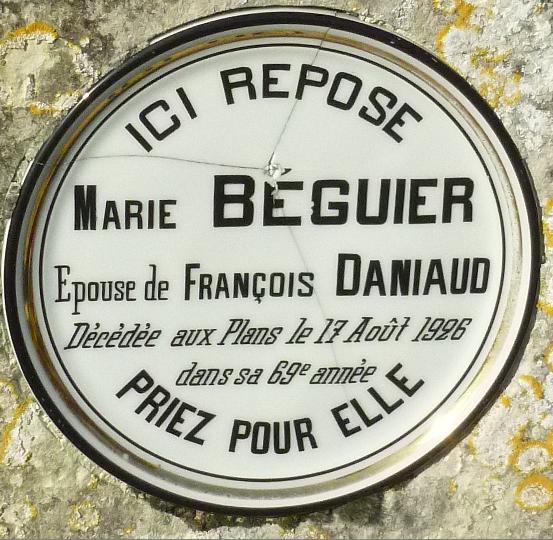 ICI REPOSE
MARIE BEGUIER
Epouse de FRANÇOIS DANIAUD
Décédée aux Plans le 17 Août 1926
dans sa 69e année
PRIEZ POUR ELLE